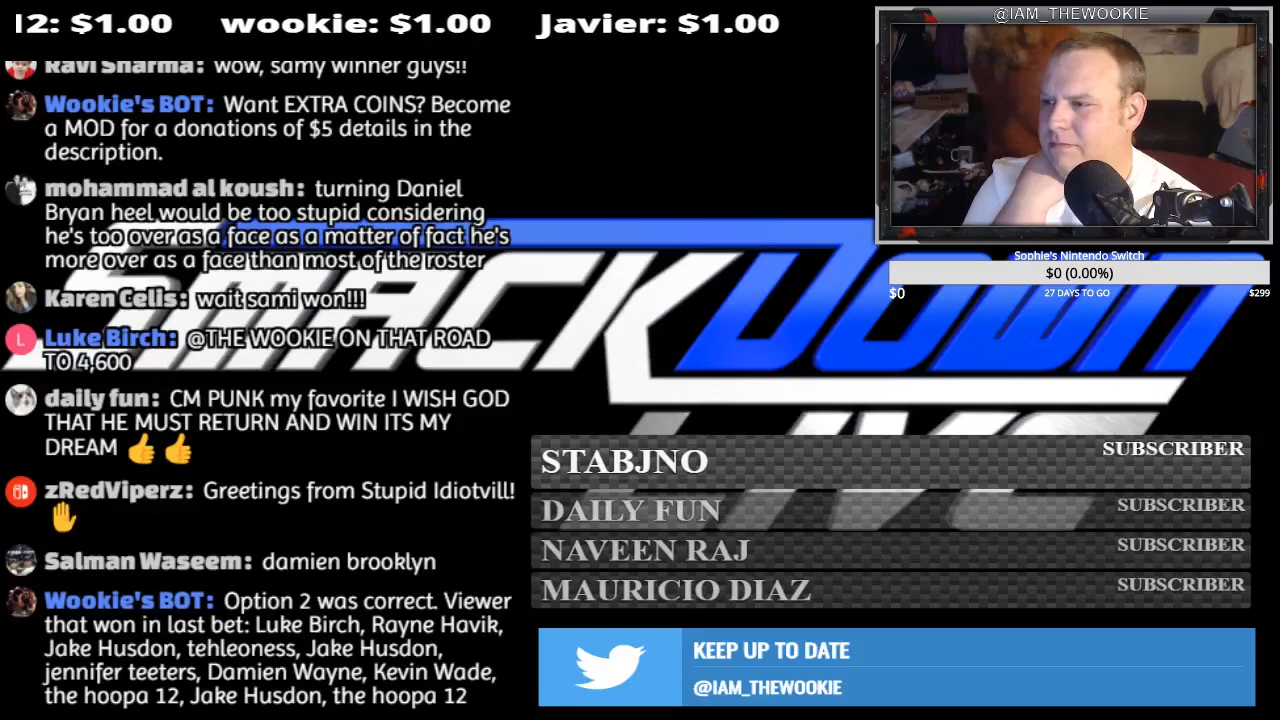 12: $1.00 wookie: $1.00 Javier: $1.00
@IAM_THEWOOKIE
Ravi Sharma: wow, samy winner guys!!
Wookie's BOT: Want EXTRA COINS? Become
a MOD for a donations of $5 details in the
description.
mohammad al koush: turning Daniel
Bryan heel would be too stupid considering
he's too over as a face as a matter of fact he's
more over as a face than most of the roster
Karen Celis: wait sami won!!!
Luke Birch: @THE WOOKIE ON THAT ROAD
TO 4,600
daily fun: CM PUNK my favorite I WISH GOD
THAT HE MUST RETURN AND WIN ITS MY
DREAM 👍 👍
zRedViperz: Greetings from Stupid Idiotvill!
✋
Salman Waseem: damien brooklyn
Wookie's BOT: Option 2 was correct. Viewer
that won in last bet: Luke Birch, Rayne Havik,
Jake Husdon, tehleoness, Jake Husdon,
jennifer teeters, Damien Wayne, Kevin Wade,
the hoopa 12, Jake Husdon, the hoopa 12
L
Sophie's Nintendo Switch
$0 (0.00%)
$0 27 DAYS TO GO $299
SMACKDOWN
LIVE
STABJNO SUBSCRIBER
DAILY FUN SUBSCRIBER
NAVEEN RAJ SUBSCRIBER
MAURICIO DIAZ SUBSCRIBER
KEEP UP TO DATE
@IAM_THEWOOKIE